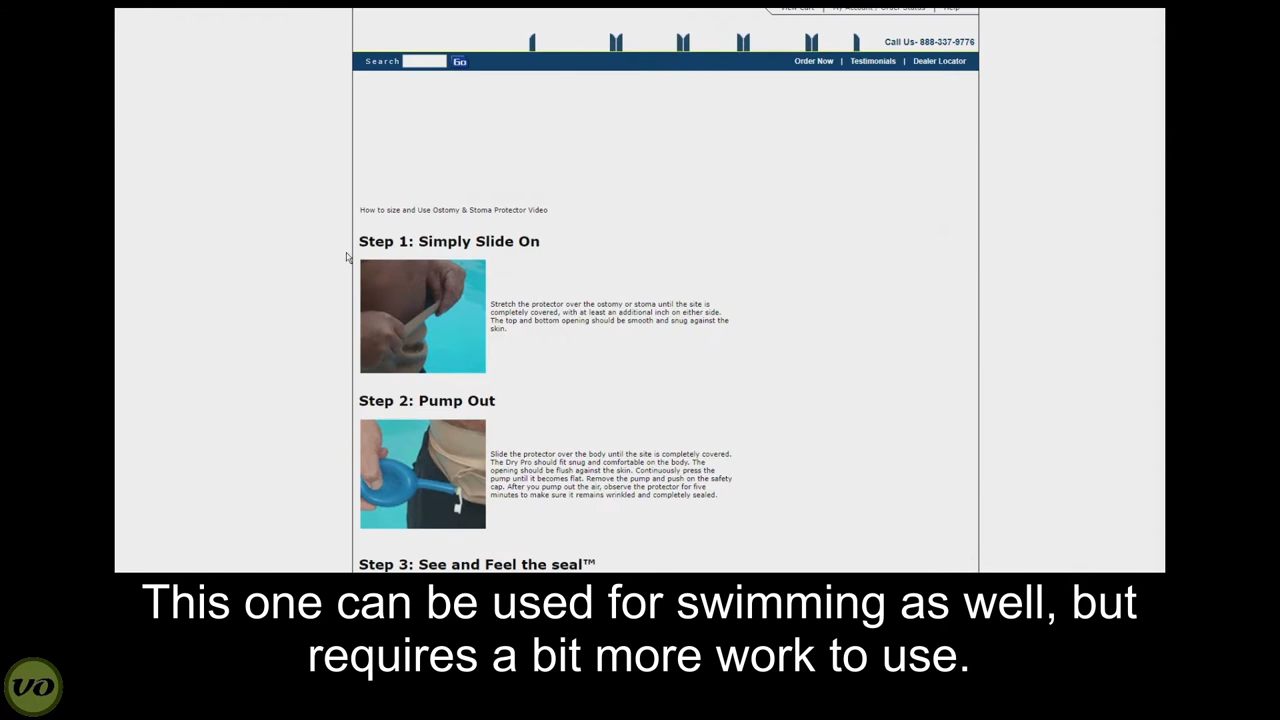 View Cart | My Account / Order Status | Help
Call Us- 888-337-9776
Search Go
Order Now | Testimonials | Dealer Locator
How to size and Use Ostomy & Stoma Protector Video
Step 1: Simply Slide On
Stretch the protector over the ostomy or stoma until the site is
completely covered, with at least an additional inch on either side.
The top and bottom opening should be smooth and snug against the
skin.
Step 2: Pump Out
Slide the protector over the body until the site is completely covered.
The Dry Pro should fit snug and comfortable on the body. The
opening should be flush against the skin. Continuously press the
pump until it becomes flat. Remove the pump and push on the safety
cap. After you pump out the air, observe the protector for five
minutes to make sure it remains wrinkled and completely sealed.
Step 3: See and Feel the seal™
This one can be used for swimming as well, but
requires a bit more work to use.
vo